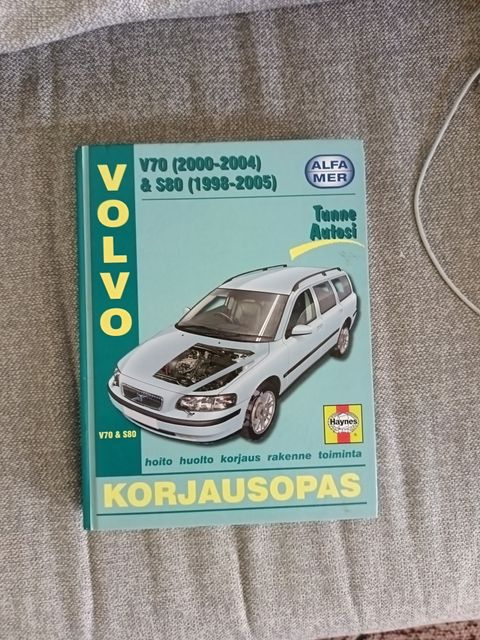 VOLVO
V70 (2000-2004)
& S80 (1998-2005)
ALFA
MER
Tunne
Autosi
V70 & S80
Haynes
hoito huolto korjaus rakenne toiminta
KORJAUSOPAS